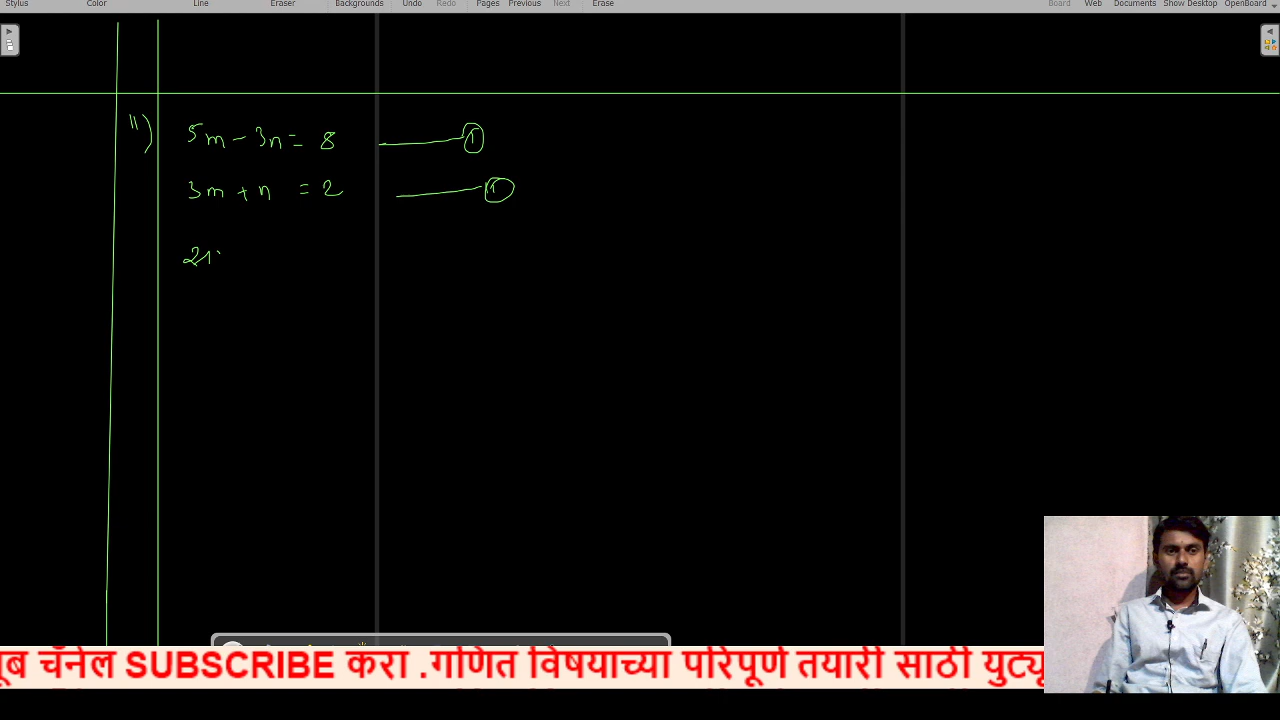 Stylus Color Line Eraser Backgrounds Undo Redo Pages Previous Next Erase Board Web Documents Show Desktop OpenBoard
11) 5m - 3n = 8 ——— ①
3m + n = 2 ———
यूब चॅनेल SUBSCRIBE करा .गणित विषयाच्या परिपूर्ण तयारी साठी युट्यू